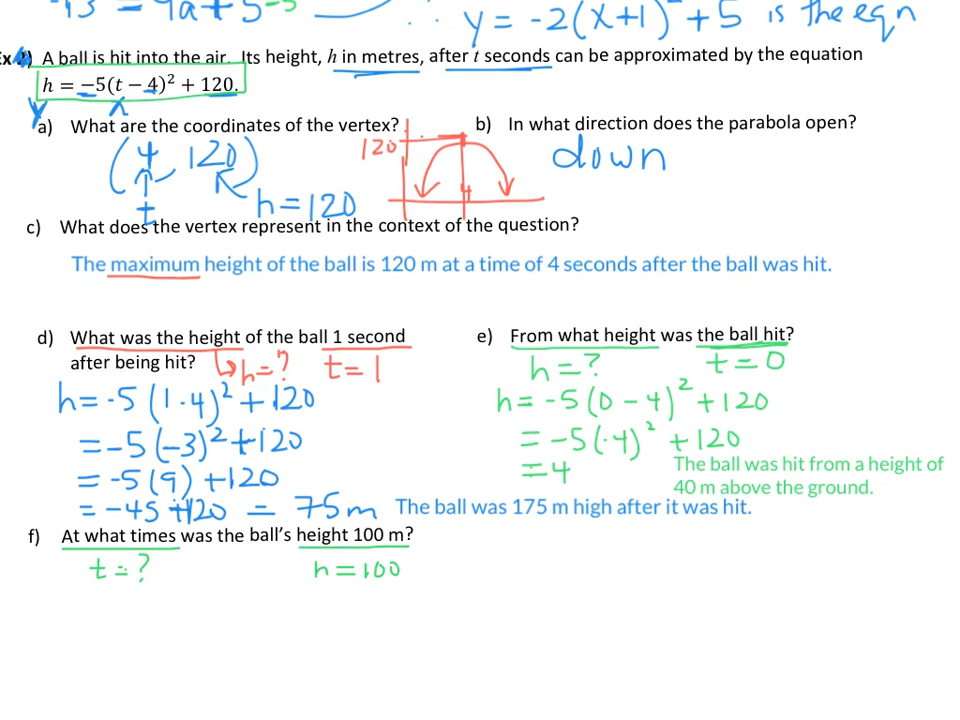 -13 = 9a + 5 -5
∴ y = -2(x+1)² + 5 is the eqn
Ex 4) A ball is hit into the air. Its height, h in metres, after t seconds can be approximated by the equation
h = −5(t − 4)² + 120.
y x
a) What are the coordinates of the vertex? b) In what direction does the parabola open?
(4, 120) 120 4 down
t h=120
c) What does the vertex represent in the context of the question?
The maximum height of the ball is 120 m at a time of 4 seconds after the ball was hit.
d) What was the height of the ball 1 second
after being hit? h=? t=1
h= -5 (1-4)² +120
= -5 (-3)² +120
= -5 (9) +120
= -45 +120 = 75m The ball was 175 m high after it was hit.
e) From what height was the ball hit?
h=? t=0
h= -5(0-4)² +120
= -5(-4)² +120
=4
The ball was hit from a height of
40 m above the ground.
f) At what times was the ball’s height 100 m?
t=? h=100